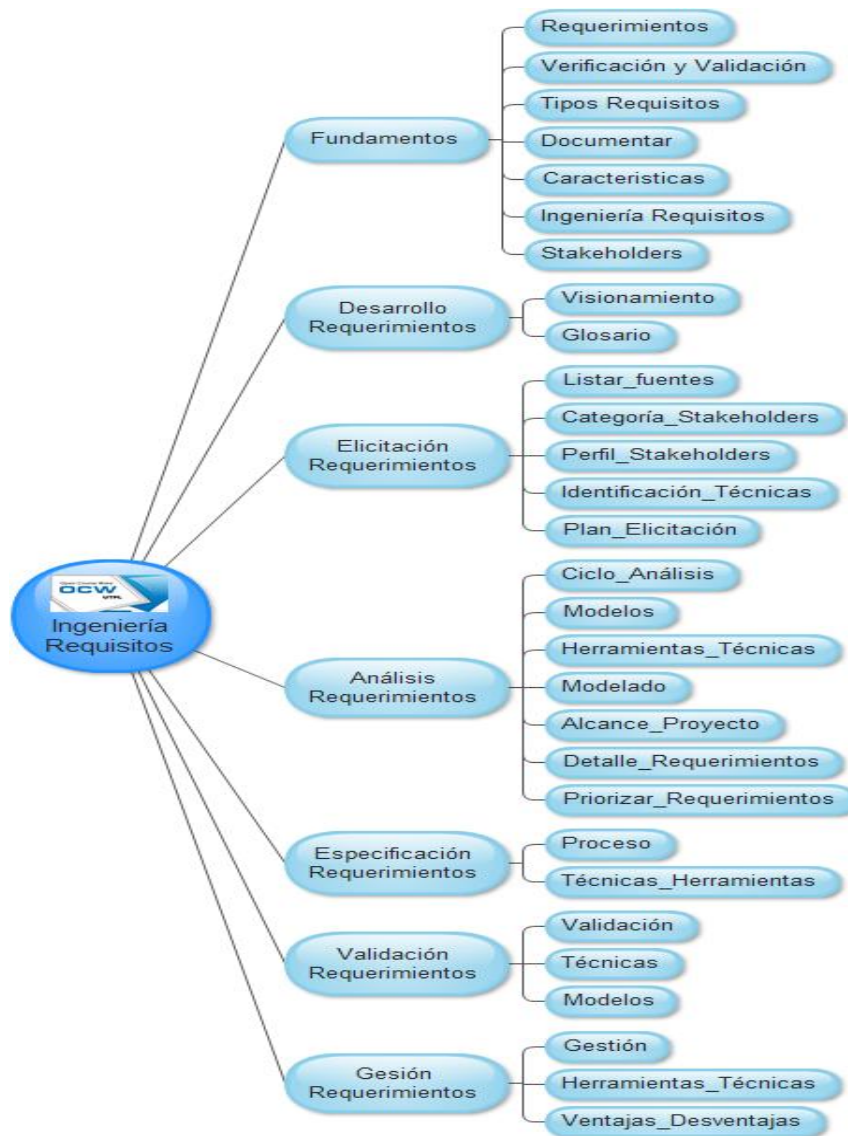 Requerimientos
Verificación y Validación
Tipos Requisitos
Fundamentos
Documentar
Caracteristicas
Ingeniería Requisitos
Stakeholders
Desarrollo
Requerimientos
Visionamiento
Glosario
Elicitación
Requerimientos
Listar_fuentes
Categoría_Stakeholders
Perfil_Stakeholders
Identificación_Técnicas
Plan_Elicitación
OCW
UTPL
Ingeniería
Requisitos
Análisis
Requerimientos
Ciclo_Análisis
Modelos
Herramientas_Técnicas
Modelado
Alcance_Proyecto
Detalle_Requerimientos
Priorizar_Requerimientos
Especificación
Requerimientos
Proceso
Técnicas_Herramientas
Validación
Requerimientos
Validación
Técnicas
Modelos
Gesión
Requerimientos
Gestión
Herramientas_Técnicas
Ventajas_Desventajas